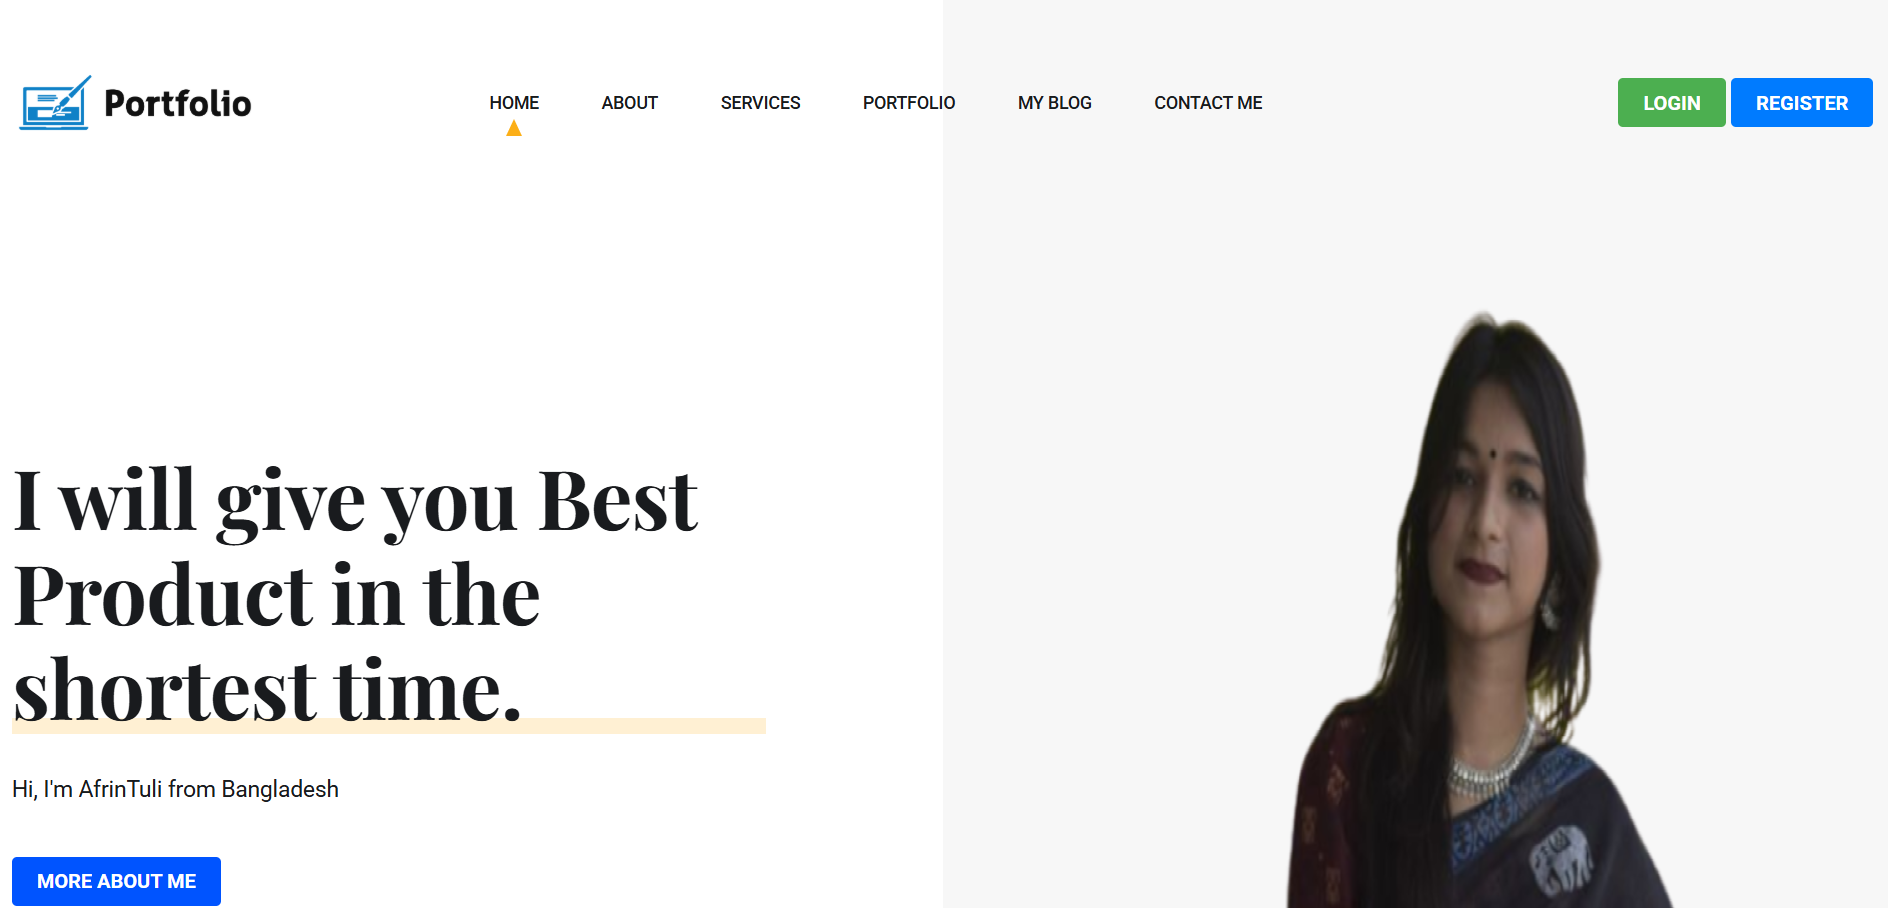 Portfolio
HOME ABOUT SERVICES PORTFOLIO MY BLOG CONTACT ME
LOGIN REGISTER
I will give you Best
Product in the
shortest time.
Hi, I'm AfrinTuli from Bangladesh
MORE ABOUT ME